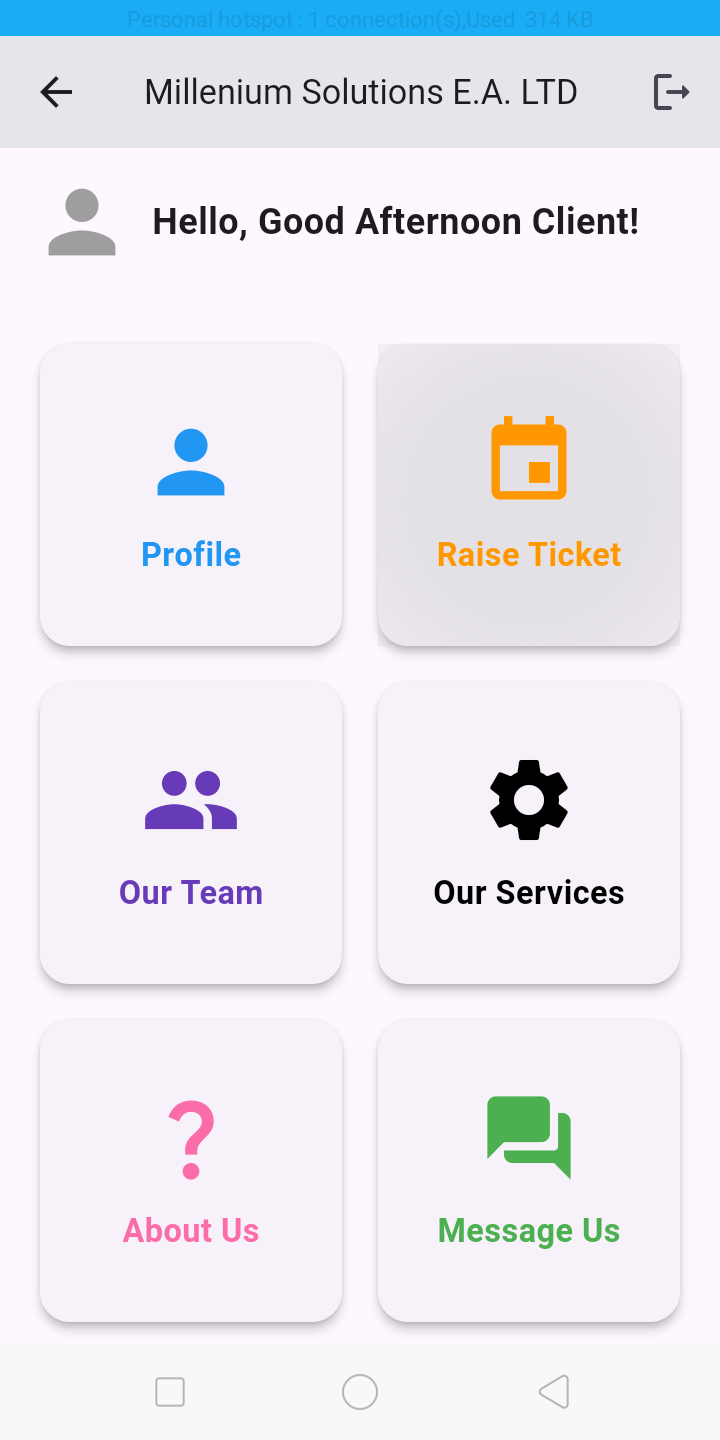 Personal hotspot : 1 connection(s),Used  314 KB
Millenium Solutions E.A. LTD
Hello, Good Afternoon Client!
Profile
Raise Ticket
Our Team
Our Services
About Us
Message Us